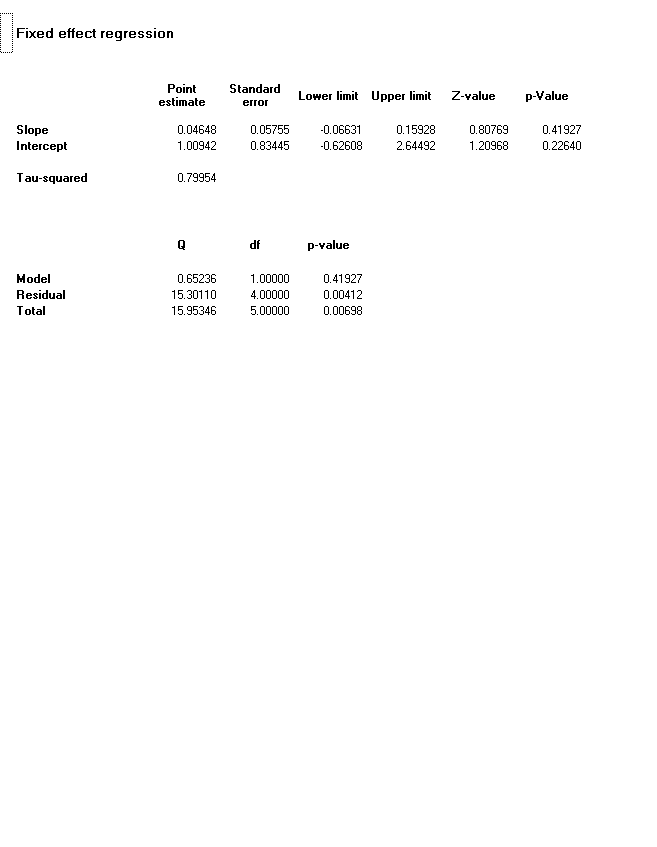 Fixed effect regression
Point estimate Standard error Lower limit Upper limit Z-value p-Value
Slope 0.04648 0.05755 -0.06631 0.15928 0.80769 0.41927
Intercept 1.00942 0.83445 -0.62608 2.64492 1.20968 0.22640
Tau-squared 0.79954
Q df p-value
Model 0.65236 1.00000 0.41927
Residual 15.30110 4.00000 0.00412
Total 15.95346 5.00000 0.00698